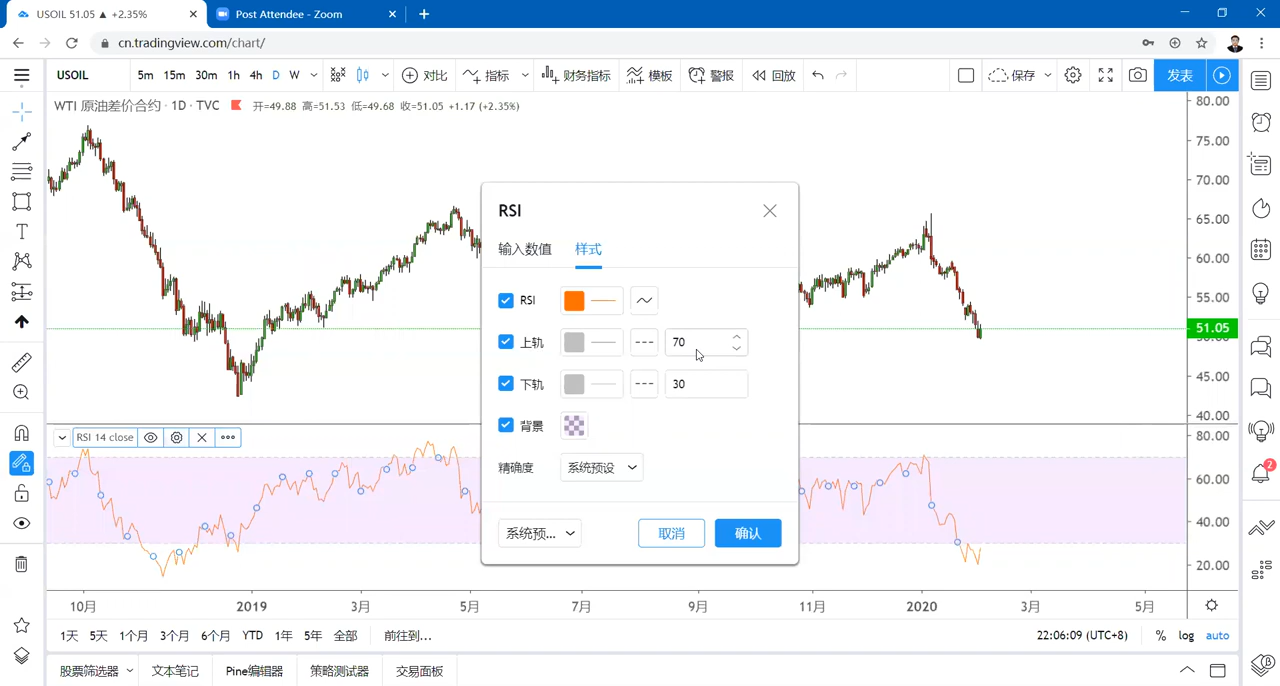 USOIL 51.05 ▲ +2.35%
Post Attendee - Zoom
cn.tradingview.com/chart/
USOIL 5m 15m 30m 1h 4h D W 对比 指标 财务指标 模板 警报 回放 保存 发表
WTI 原油差价合约 · 1D · TVC 开=49.88 高=51.53 低=49.68 收=51.05 +1.17 (+2.35%)
80.00
75.00
70.00
65.00
60.00
55.00
51.05
45.00
40.00
RSI
输入数值 样式
RSI
上轨 70
下轨 30
背景
精确度 系统预设
系统预... 取消 确认
RSI 14 close
80.00
60.00
40.00
20.00
10月 2019 3月 5月 7月 9月 11月 2020 3月 5月
1天 5天 1个月 3个月 6个月 YTD 1年 5年 全部 前往到... 22:06:09 (UTC+8) % log auto
股票筛选器 文本笔记 Pine编辑器 策略测试器 交易面板
2